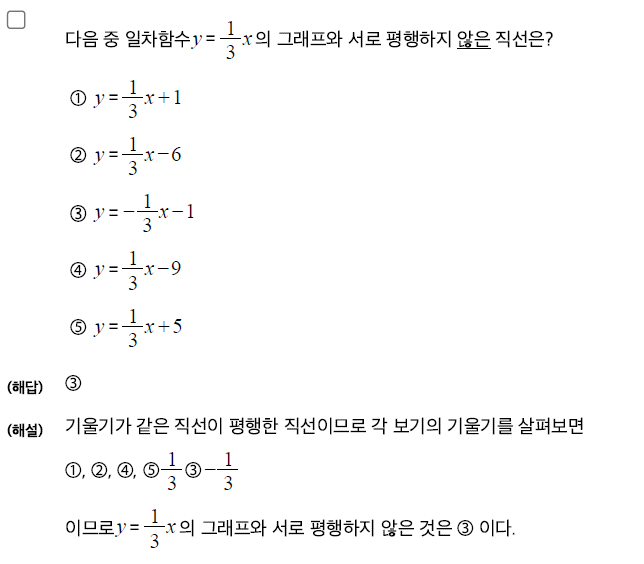 다음 중 일차함수 y = 1/3 x의 그래프와 서로 평행하지 않은 직선은?
① y = 1/3 x + 1
② y = 1/3 x − 6
③ y = − 1/3 x − 1
④ y = 1/3 x − 9
⑤ y = 1/3 x + 5
(해답) ③
(해설) 기울기가 같은 직선이 평행한 직선이므로 각 보기의 기울기를 살펴보면
①, ②, ④, ⑤ 1/3 ③ − 1/3
이므로 y = 1/3 x의 그래프와 서로 평행하지 않은 것은 ③ 이다.